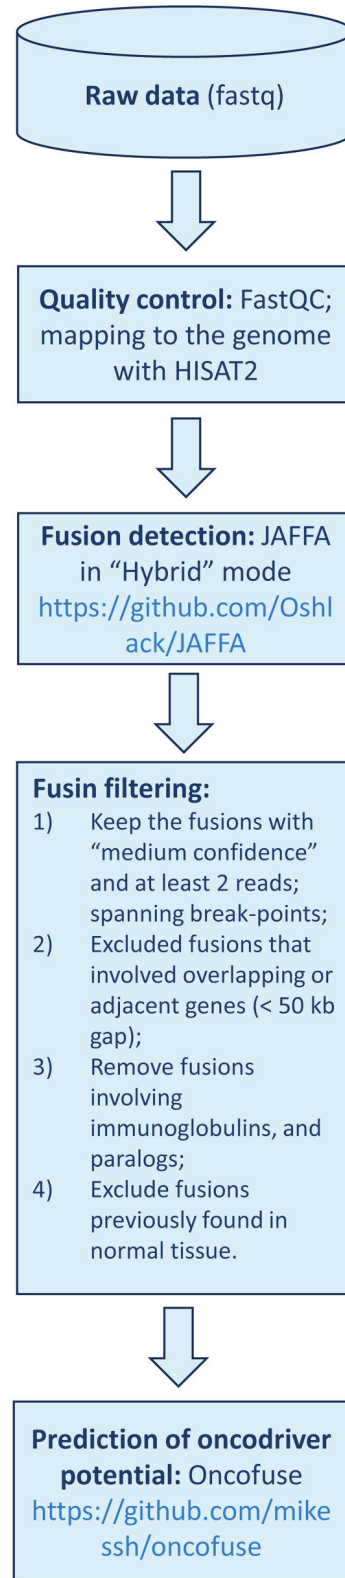 Raw data (fastq)
Quality control: FastQC;
mapping to the genome
with HISAT2
Fusion detection: JAFFA
in “Hybrid” mode
https://github.com/Oshl
ack/JAFFA
Fusin filtering:
1) Keep the fusions with
“medium confidence”
and at least 2 reads;
spanning break-points;
2) Excluded fusions that
involved overlapping or
adjacent genes (< 50 kb
gap);
3) Remove fusions
involving
immunoglobulins, and
paralogs;
4) Exclude fusions
previously found in
normal tissue.
Prediction of oncodriver
potential: Oncofuse
https://github.com/mike
ssh/oncofuse